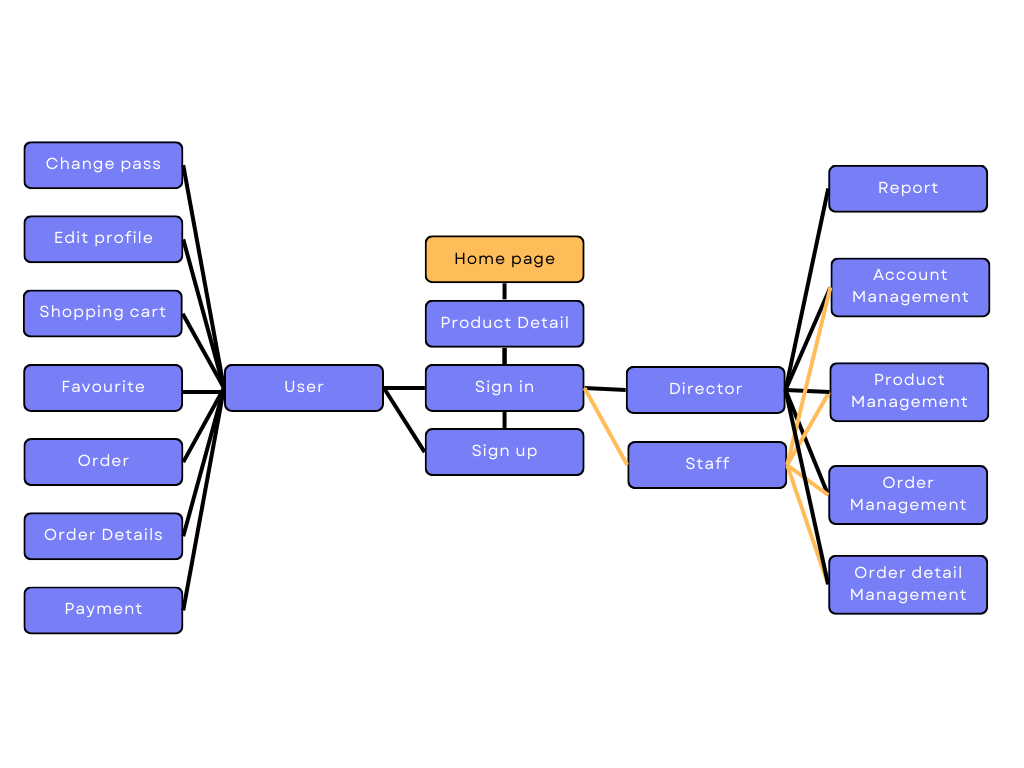 Change pass
Edit profile
Shopping cart
Favourite
Order
Order Details
Payment
User
Home page
Product Detail
Sign in
Sign up
Director
Staff
Report
Account
Management
Product
Management
Order
Management
Order detail
Management